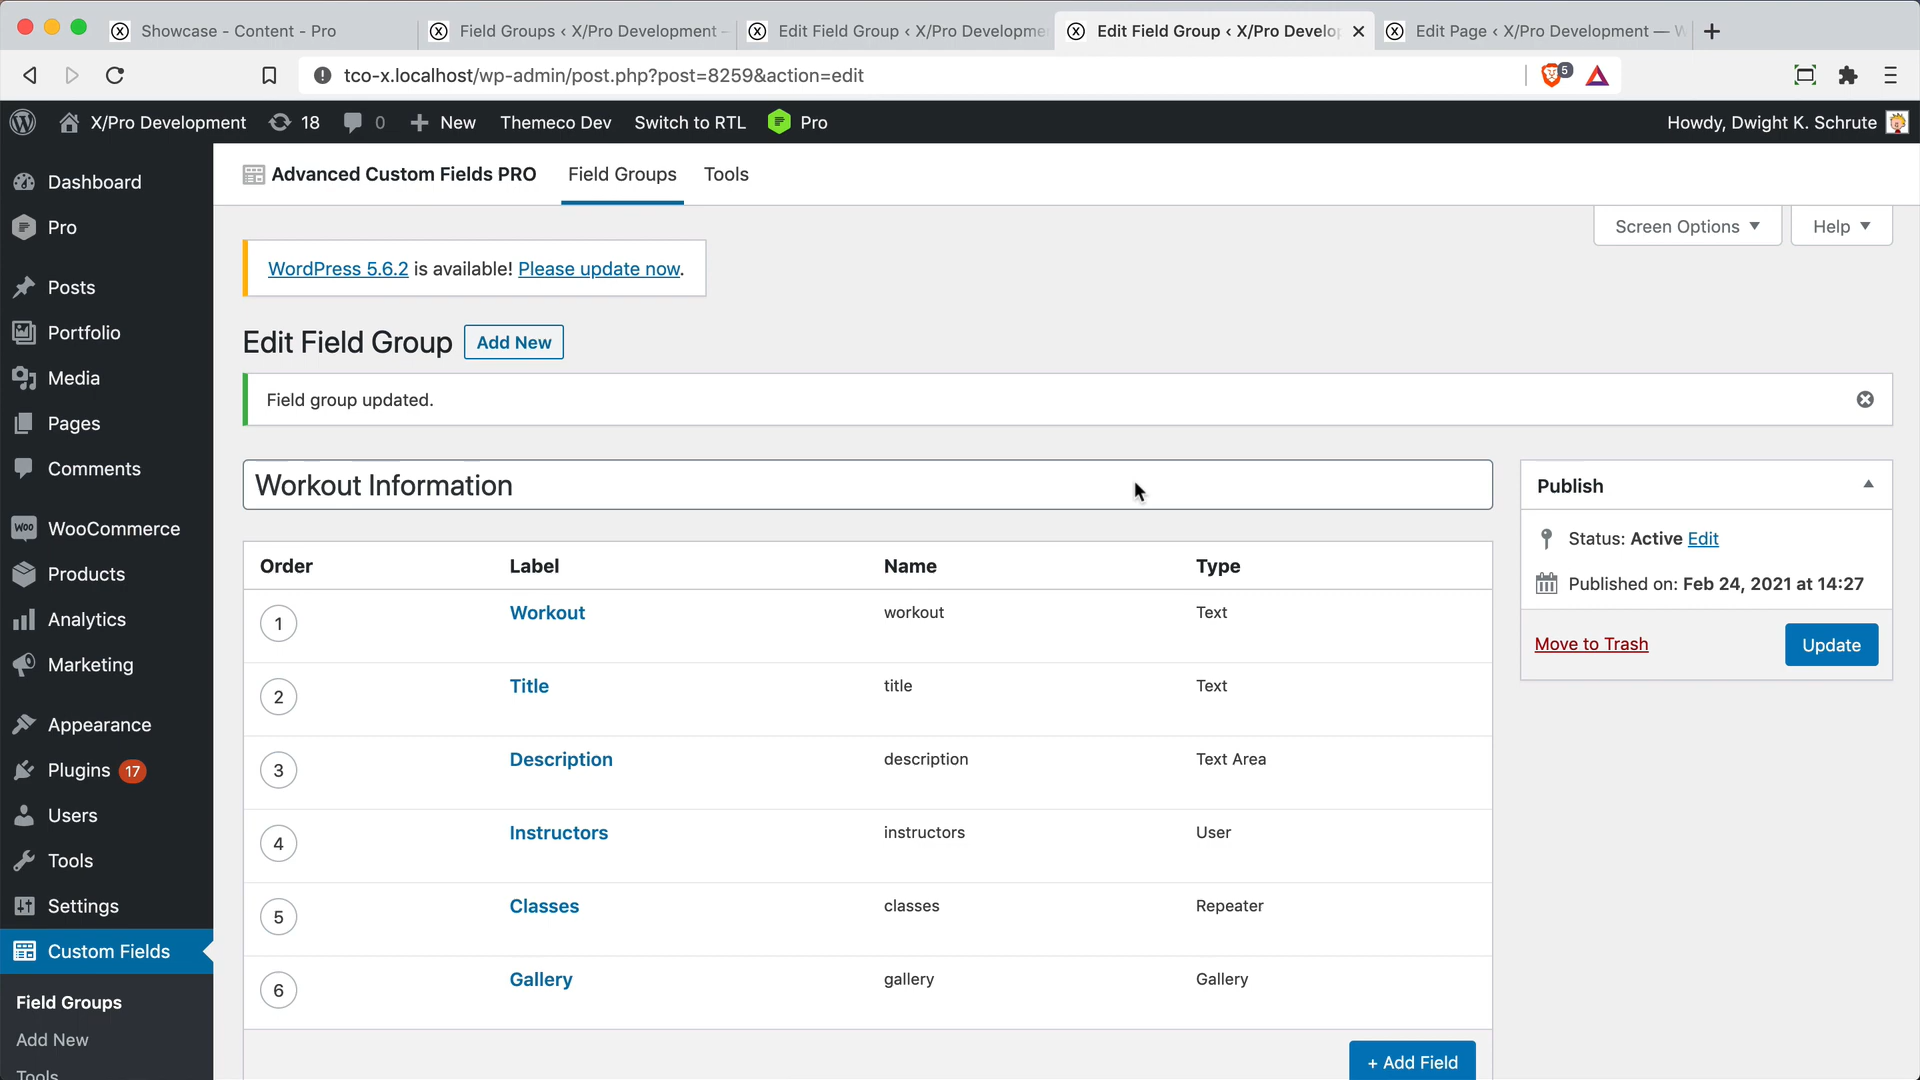 Showcase - Content - Pro
Field Groups ‹ X/Pro Development -
Edit Field Group ‹ X/Pro Developme
Edit Field Group ‹ X/Pro Develo
Edit Page ‹ X/Pro Development — W
tco-x.localhost/wp-admin/post.php?post=8259&action=edit
5
X/Pro Development
18
0
New
Themeco Dev
Switch to RTL
Pro
Howdy, Dwight K. Schrute
Dashboard
Pro
Posts
Portfolio
Media
Pages
Comments
Woo
WooCommerce
Products
Analytics
Marketing
Appearance
Plugins 17
Users
Tools
Settings
Custom Fields
Field Groups
Add New
Tools
Advanced Custom Fields PRO
Field Groups
Tools
Screen Options
Help
WordPress 5.6.2 is available! Please update now.
Edit Field Group
Add New
Field group updated.
Workout Information
Order Label Name Type
1 Workout workout Text
2 Title title Text
3 Description description Text Area
4 Instructors instructors User
5 Classes classes Repeater
6 Gallery gallery Gallery
+ Add Field
Publish
Status: Active Edit
Published on: Feb 24, 2021 at 14:27
Move to Trash
Update